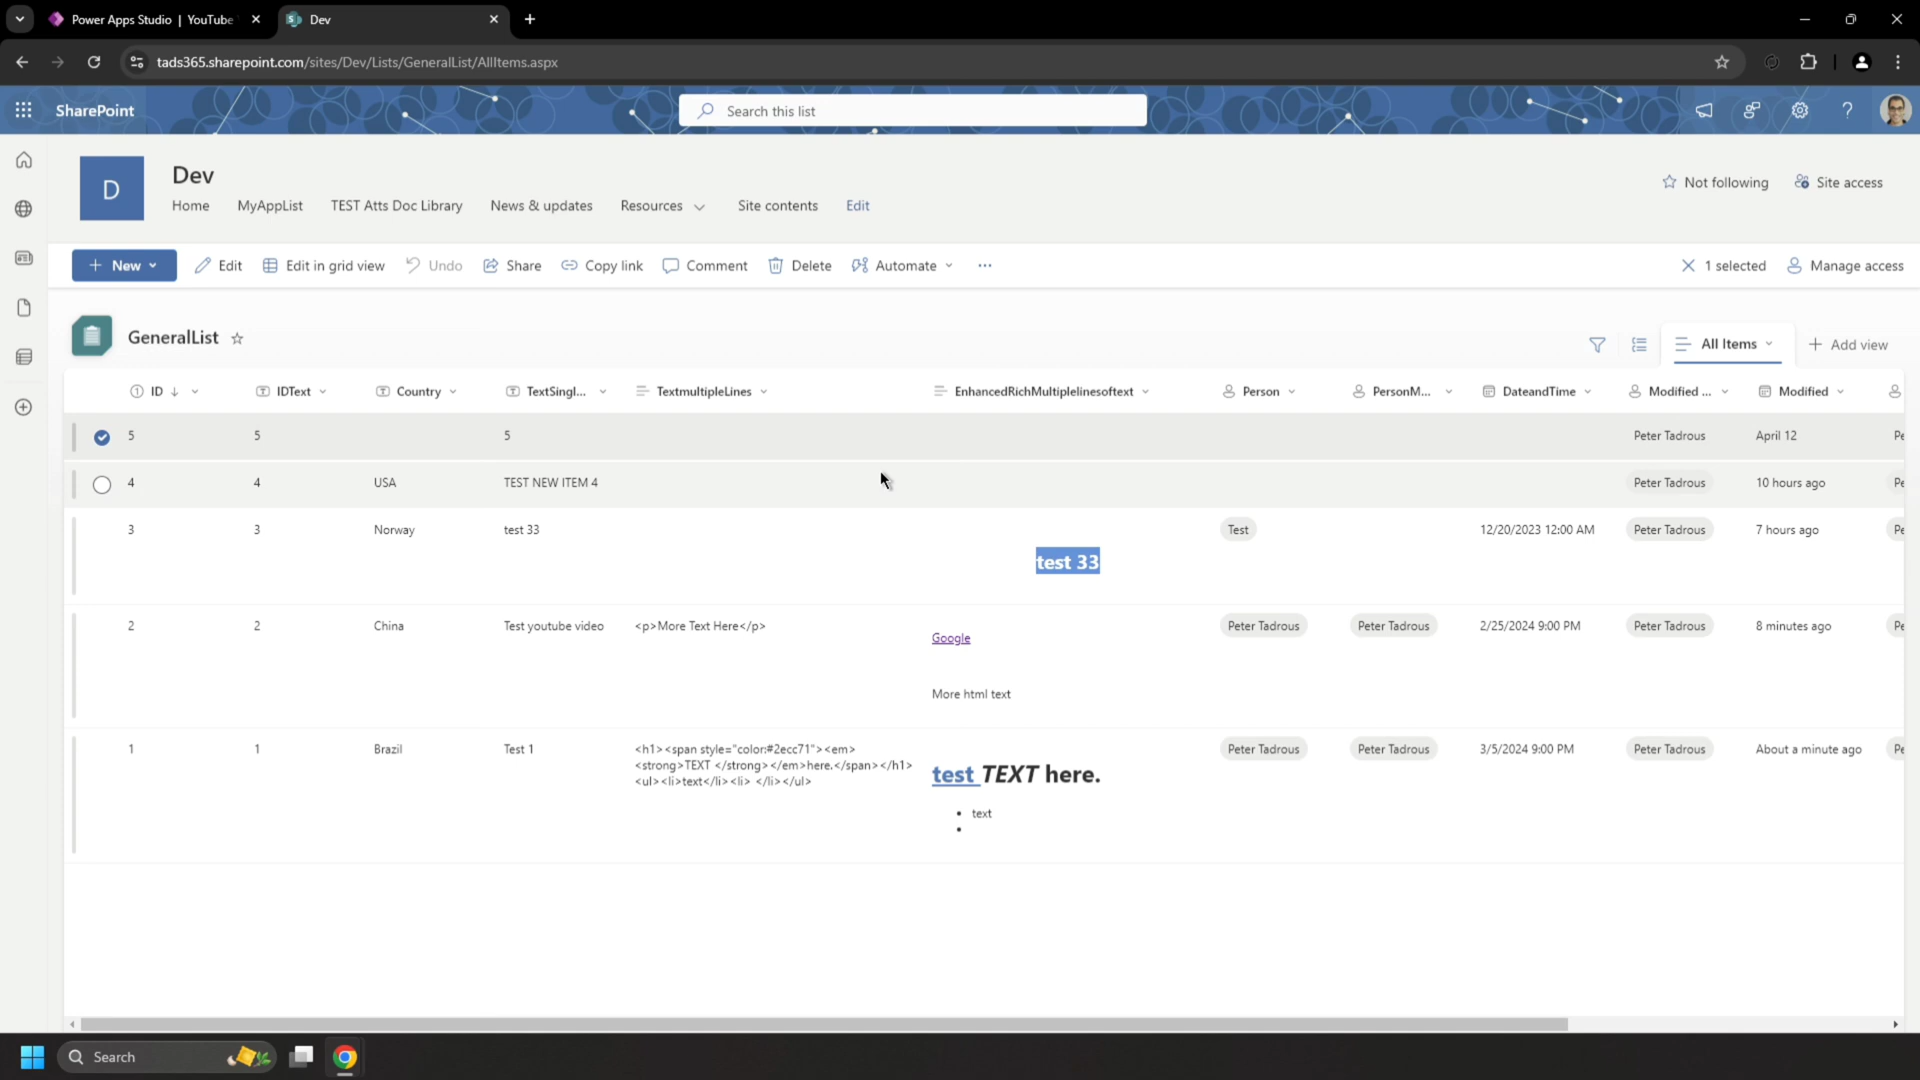 Power Apps Studio | YouTube
Dev
tads365.sharepoint.com/sites/Dev/Lists/GeneralList/AllItems.aspx
SharePoint
Search this list
D
Dev
Home MyAppList TEST Atts Doc Library News & updates Resources Site contents Edit
Not following Site access
New Edit Edit in grid view Undo Share Copy link Comment Delete Automate ... 1 selected Manage access
GeneralList
All Items Add view
ID IDText Country TextSingl... TextmultipleLines EnhancedRichMultiplelinesoftext Person PersonM... DateandTime Modified ... Modified
5 5 5 Peter Tadrous April 12 Pe
4 4 USA TEST NEW ITEM 4 Peter Tadrous 10 hours ago Pe
3 3 Norway test 33 Test 12/20/2023 12:00 AM Peter Tadrous 7 hours ago Pe
test 33
2 2 China Test youtube video <p>More Text Here</p> Peter Tadrous Peter Tadrous 2/25/2024 9:00 PM Peter Tadrous 8 minutes ago Pe
Google
More html text
1 1 Brazil Test 1 <h1><span style="color:#2ecc71"><em> Peter Tadrous Peter Tadrous 3/5/2024 9:00 PM Peter Tadrous About a minute ago Pe
<strong>TEXT </strong></em>here.</span></h1>
<ul><li>text</li><li> </li></ul>
test TEXT here.
text
Search